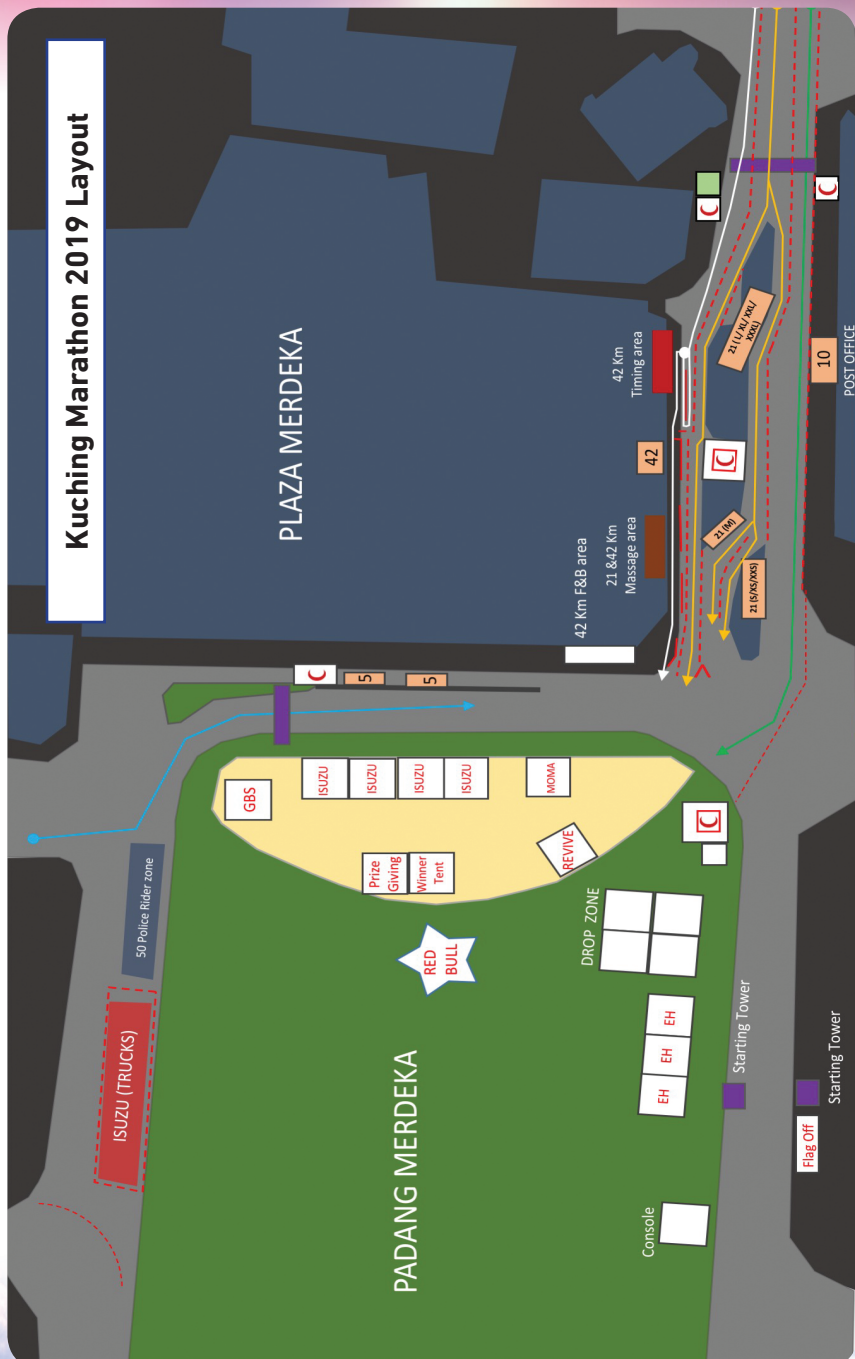 Kuching Marathon 2019 Layout
PLAZA MERDEKA
C
C
42 Km
Timing area
42
21 ( L/ XL/ XXL/
XXXL)
10
POST OFFICE
C
21 &42 Km
Massage area
21 (M)
21 (S/XS/XXS)
42 Km F&B area
C
5
5
50 Police Rider zone
ISUZU (TRUCKS)
GBS
ISUZU
ISUZU
ISUZU
ISUZU
MOMA
Prize
Giving
Winner
Tent
REVIVE
C
RED
BULL
DROP ZONE
PADANG MERDEKA
EH
EH
EH
Starting Tower
Console
Flag Off
Starting Tower